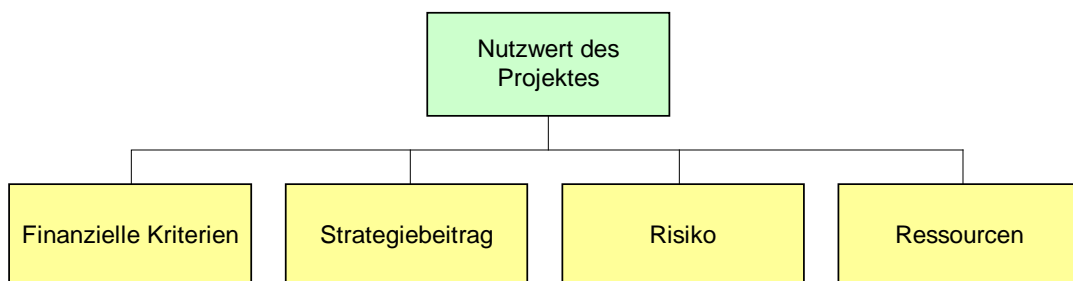 Nutzwert des
Projektes
Finanzielle Kriterien
Strategiebeitrag
Risiko
Ressourcen